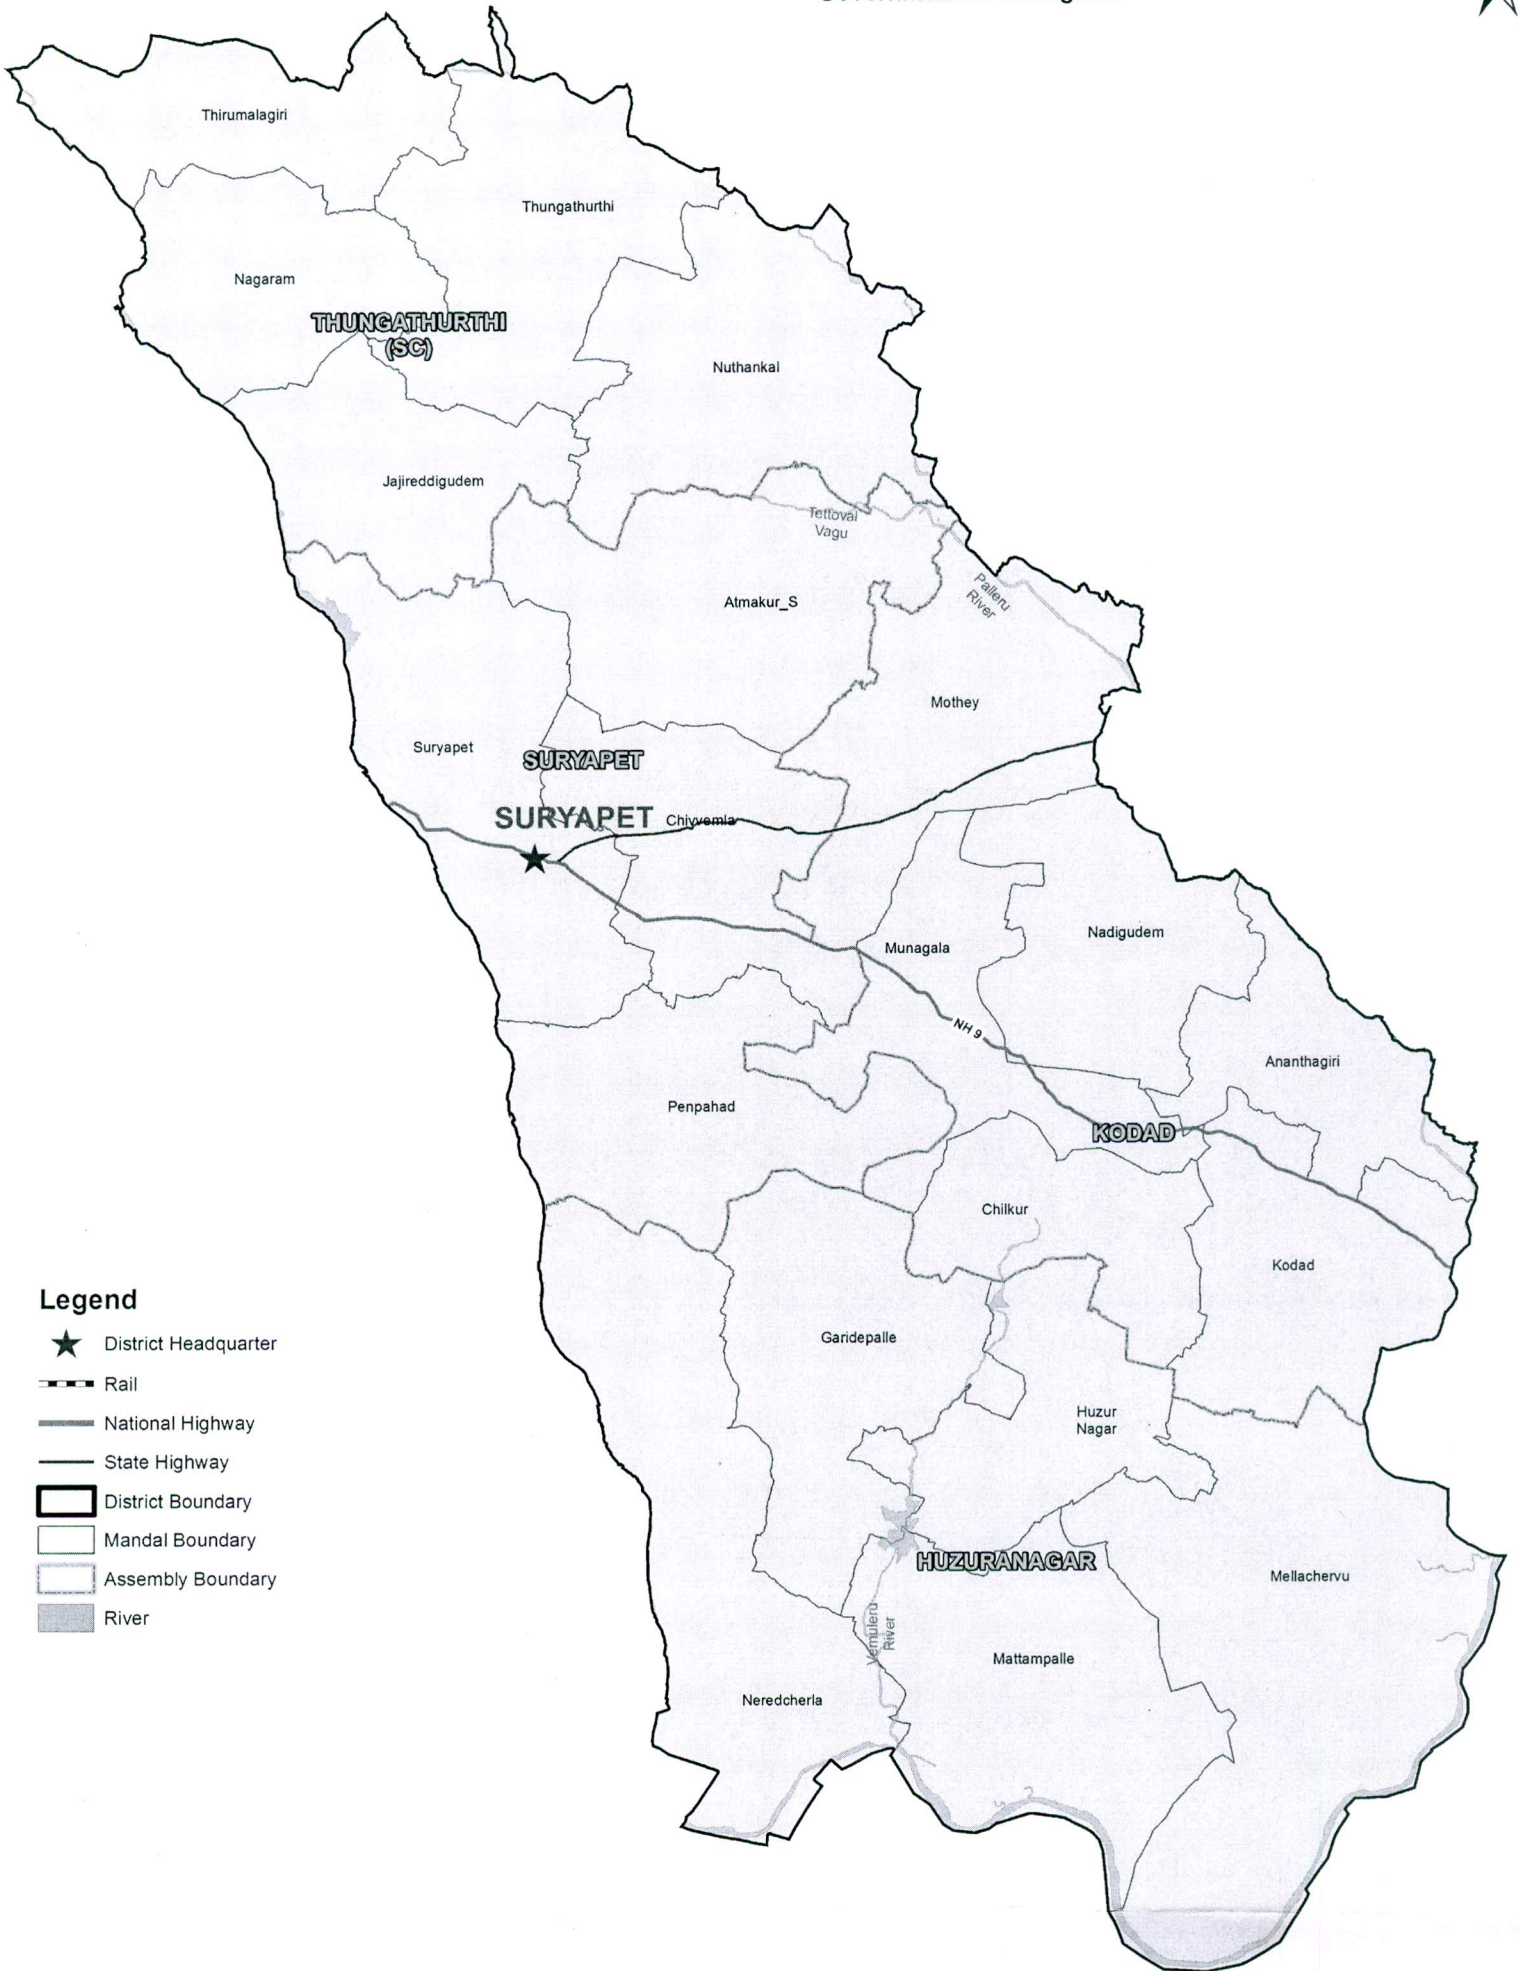 Thirumalagiri
Thungathurthi
Nagaram
THUNGATHURTHI
(SC)
Nuthankal
Jajireddigudem
Tettoval
Vagu
Palleru
River
Atmakur_S
Mothey
Suryapet
SURYAPET
SURYAPET
Chivvemla
Munagala
Nadigudem
NH 9
Ananthagiri
Penpahad
KODAD
Chilkur
Kodad
Garidepalle
Huzur
Nagar
HUZURANAGAR
Mellachervu
Vemuleru
River
Mattampalle
Neredcherla
Legend
District Headquarter
Rail
National Highway
State Highway
District Boundary
Mandal Boundary
Assembly Boundary
River